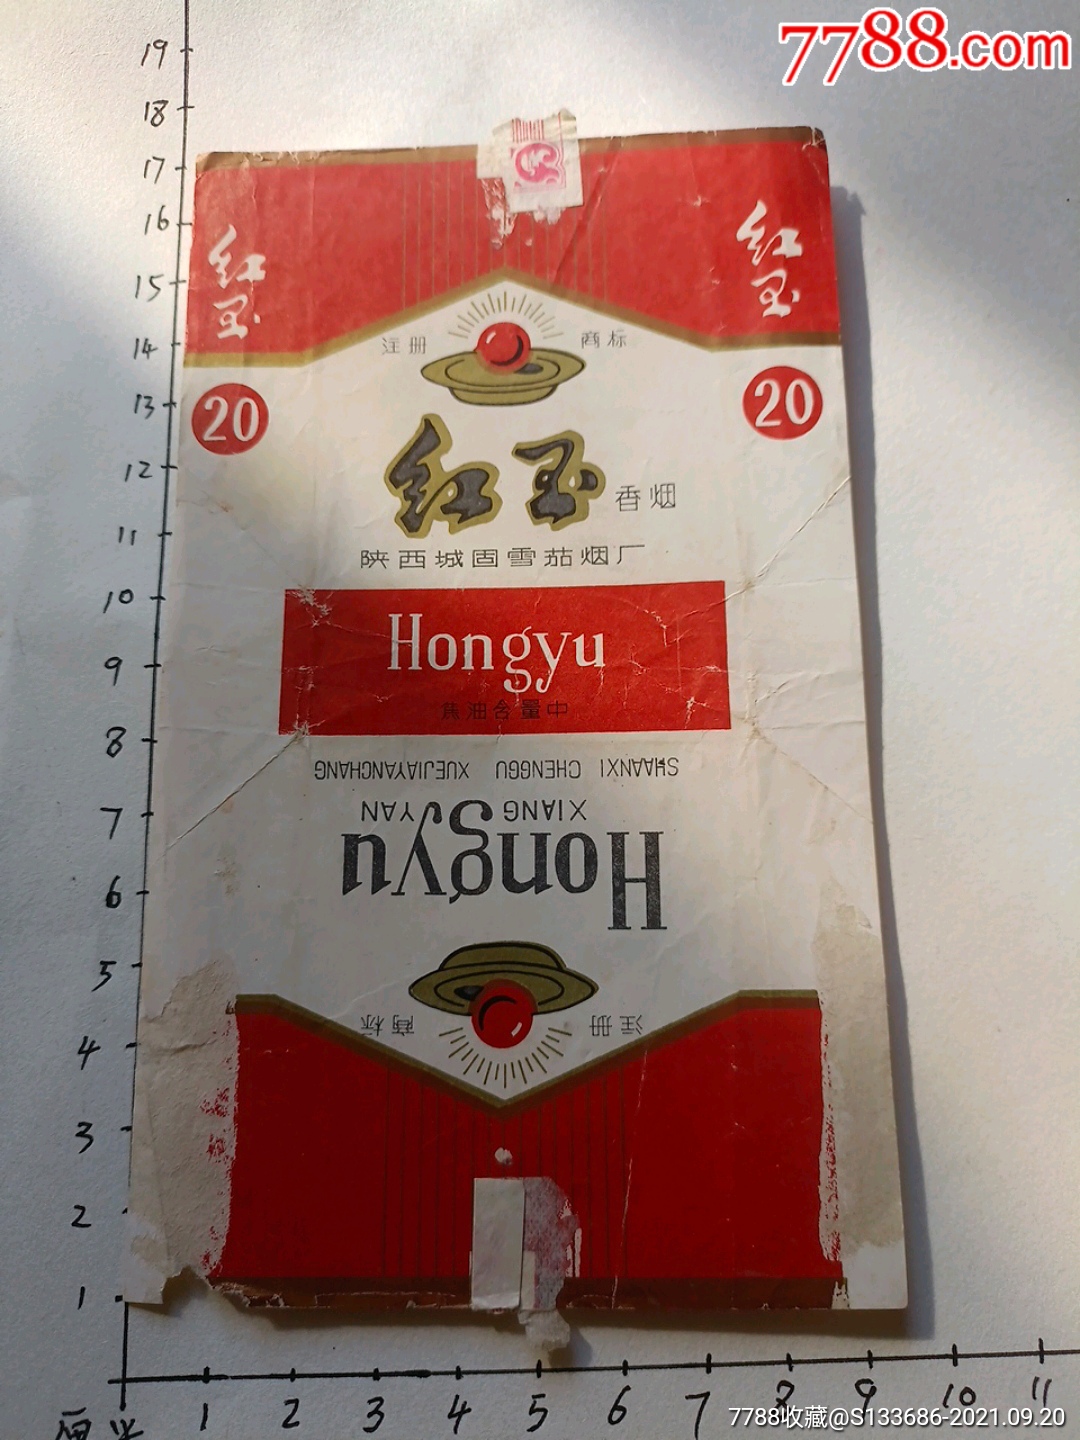 7788.com
19
18
17
16
15
14
13
12
11
10
9
8
7
6
5
4
3
2
1
红玉
红玉
注册 商标
20
20
红玉 香烟
陕西城固雪茄烟厂
Hongyu
焦油含量中
SHAANXI CHENGGU XUEJIAYANCHANG
XIANG YAN
Hongyu
注册 商标
厘米 1 2 3 4 5 6 7 8 9 10 11
7788收藏@S133686-2021.09.20